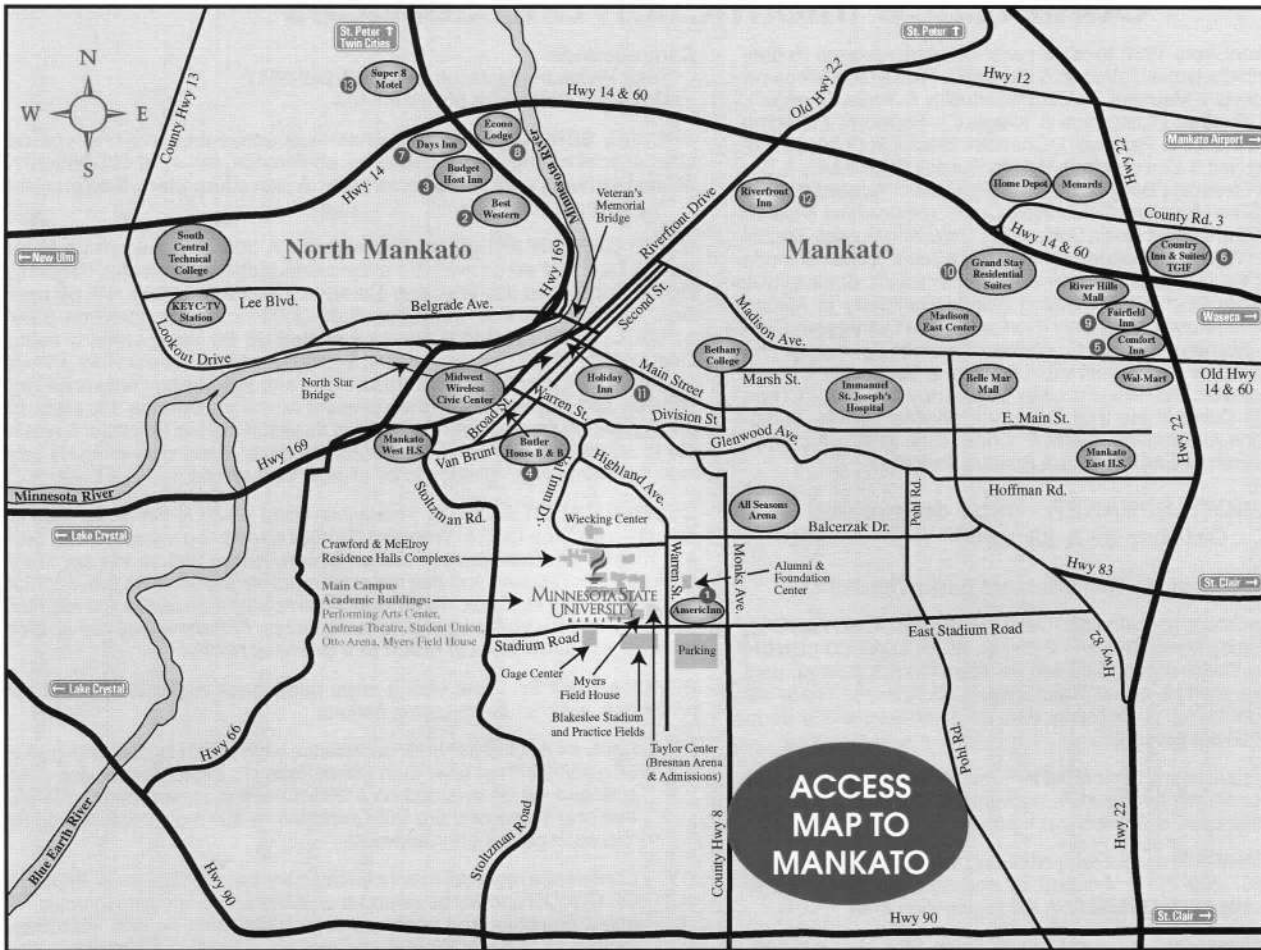 St. Peter ↑
Twin Cities
St. Peter ↑
N
W
E
S
County Hwy 13
13
Super 8
Motel
Hwy 14 & 60
Old Hwy 22
Hwy 12
Mankato Airport →
Hwy 22
Econo
Lodge
8
Days Inn
7
Budget
Host Inn
3
Best
Western
2
Hwy. 14
Minnesota River
Veteran's
Memorial
Bridge
Riverfront Drive
Riverfront
Inn
12
Home Depot
Menards
County Rd. 3
Hwy 14 & 60
South
Central
Technical
College
← New Ulm
North Mankato
Mankato
Hwy 169
10
Grand Stay
Residential
Suites
Country
Inn & Suites/
TGIF
6
KEYC-TV
Station
Lee Blvd.
Belgrade Ave.
Second St.
River Hills
Mall
9
Fairfield
Inn
Waseca →
Madison
East Center
5
Comfort
Inn
Lookout Drive
Madison Ave.
Bethany
College
Marsh St.
Main Street
North Star
Bridge
Midwest
Wireless
Civic Center
Holiday
Inn
11
Immanuel
St. Joseph's
Hospital
Belle Mar
Mall
Wal-Mart
Old Hwy
14 & 60
Broad St.
Warren St.
Division St
E. Main St.
Hwy 22
Mankato
West H.S.
Van Brunt
Butler
House B & B
4
Glenwood Ave.
Mankato
East H.S.
Hwy 169
Minnesota River
Val Imm Dr.
Highland Ave.
Pohl Rd.
Hoffman Rd.
Stoltzman Rd.
All Seasons
Arena
Balcerzak Dr.
Wiecking Center
← Lake Crystal
Crawford & McElroy
Residence Halls Complexes
Warren St.
Monks Ave.
Alumni &
Foundation
Center
Hwy 83
St. Clair →
Main Campus
Academic Buildings:
Performing Arts Center,
Andreas Theatre, Student Union,
Otto Arena, Myers Field House
MINNESOTA STATE
UNIVERSITY
MANKATO
1
AmericInn
Stadium Road
East Stadium Road
Gage Center
Myers
Field House
Parking
Hwy 82
← Lake Crystal
Blakeslee Stadium
and Practice Fields
Hwy 66
Taylor Center
(Bresnan Arena
& Admissions)
Pohl Rd.
ACCESS
MAP TO
MANKATO
Blue Earth River
Hwy 90
Stoltzman Road
County Hwy 8
Hwy 22
Hwy 90
St. Clair →